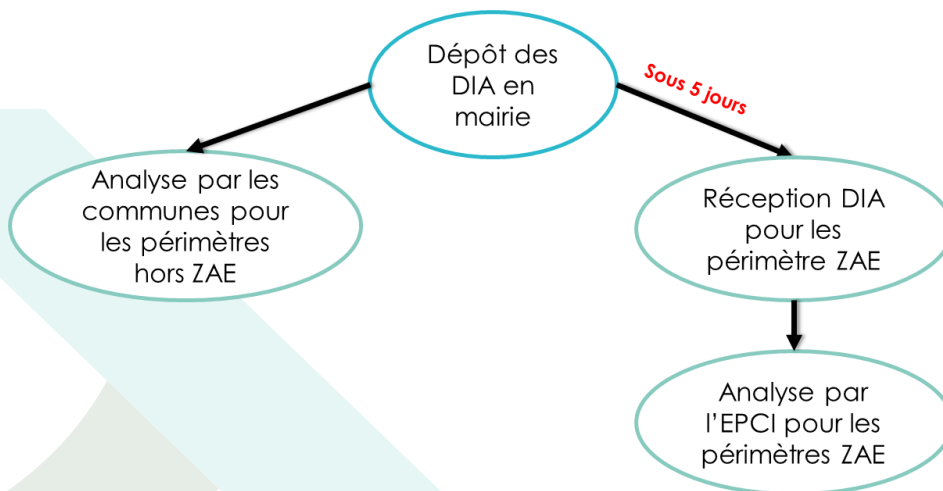 Dépôt des
DIA en
mairie
Sous 5 jours
Analyse par les
communes pour
les périmètres
hors ZAE
Réception DIA
pour les
périmètre ZAE
Analyse par
l'EPCI pour les
périmètres ZAE